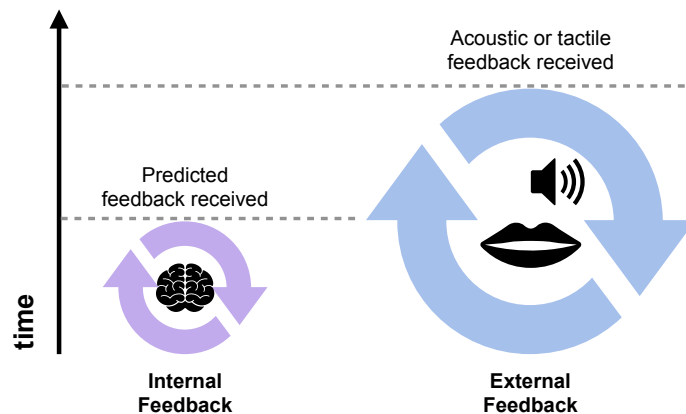 Acoustic or tactile
feedback received
Predicted
feedback received
time
Internal
Feedback
External
Feedback